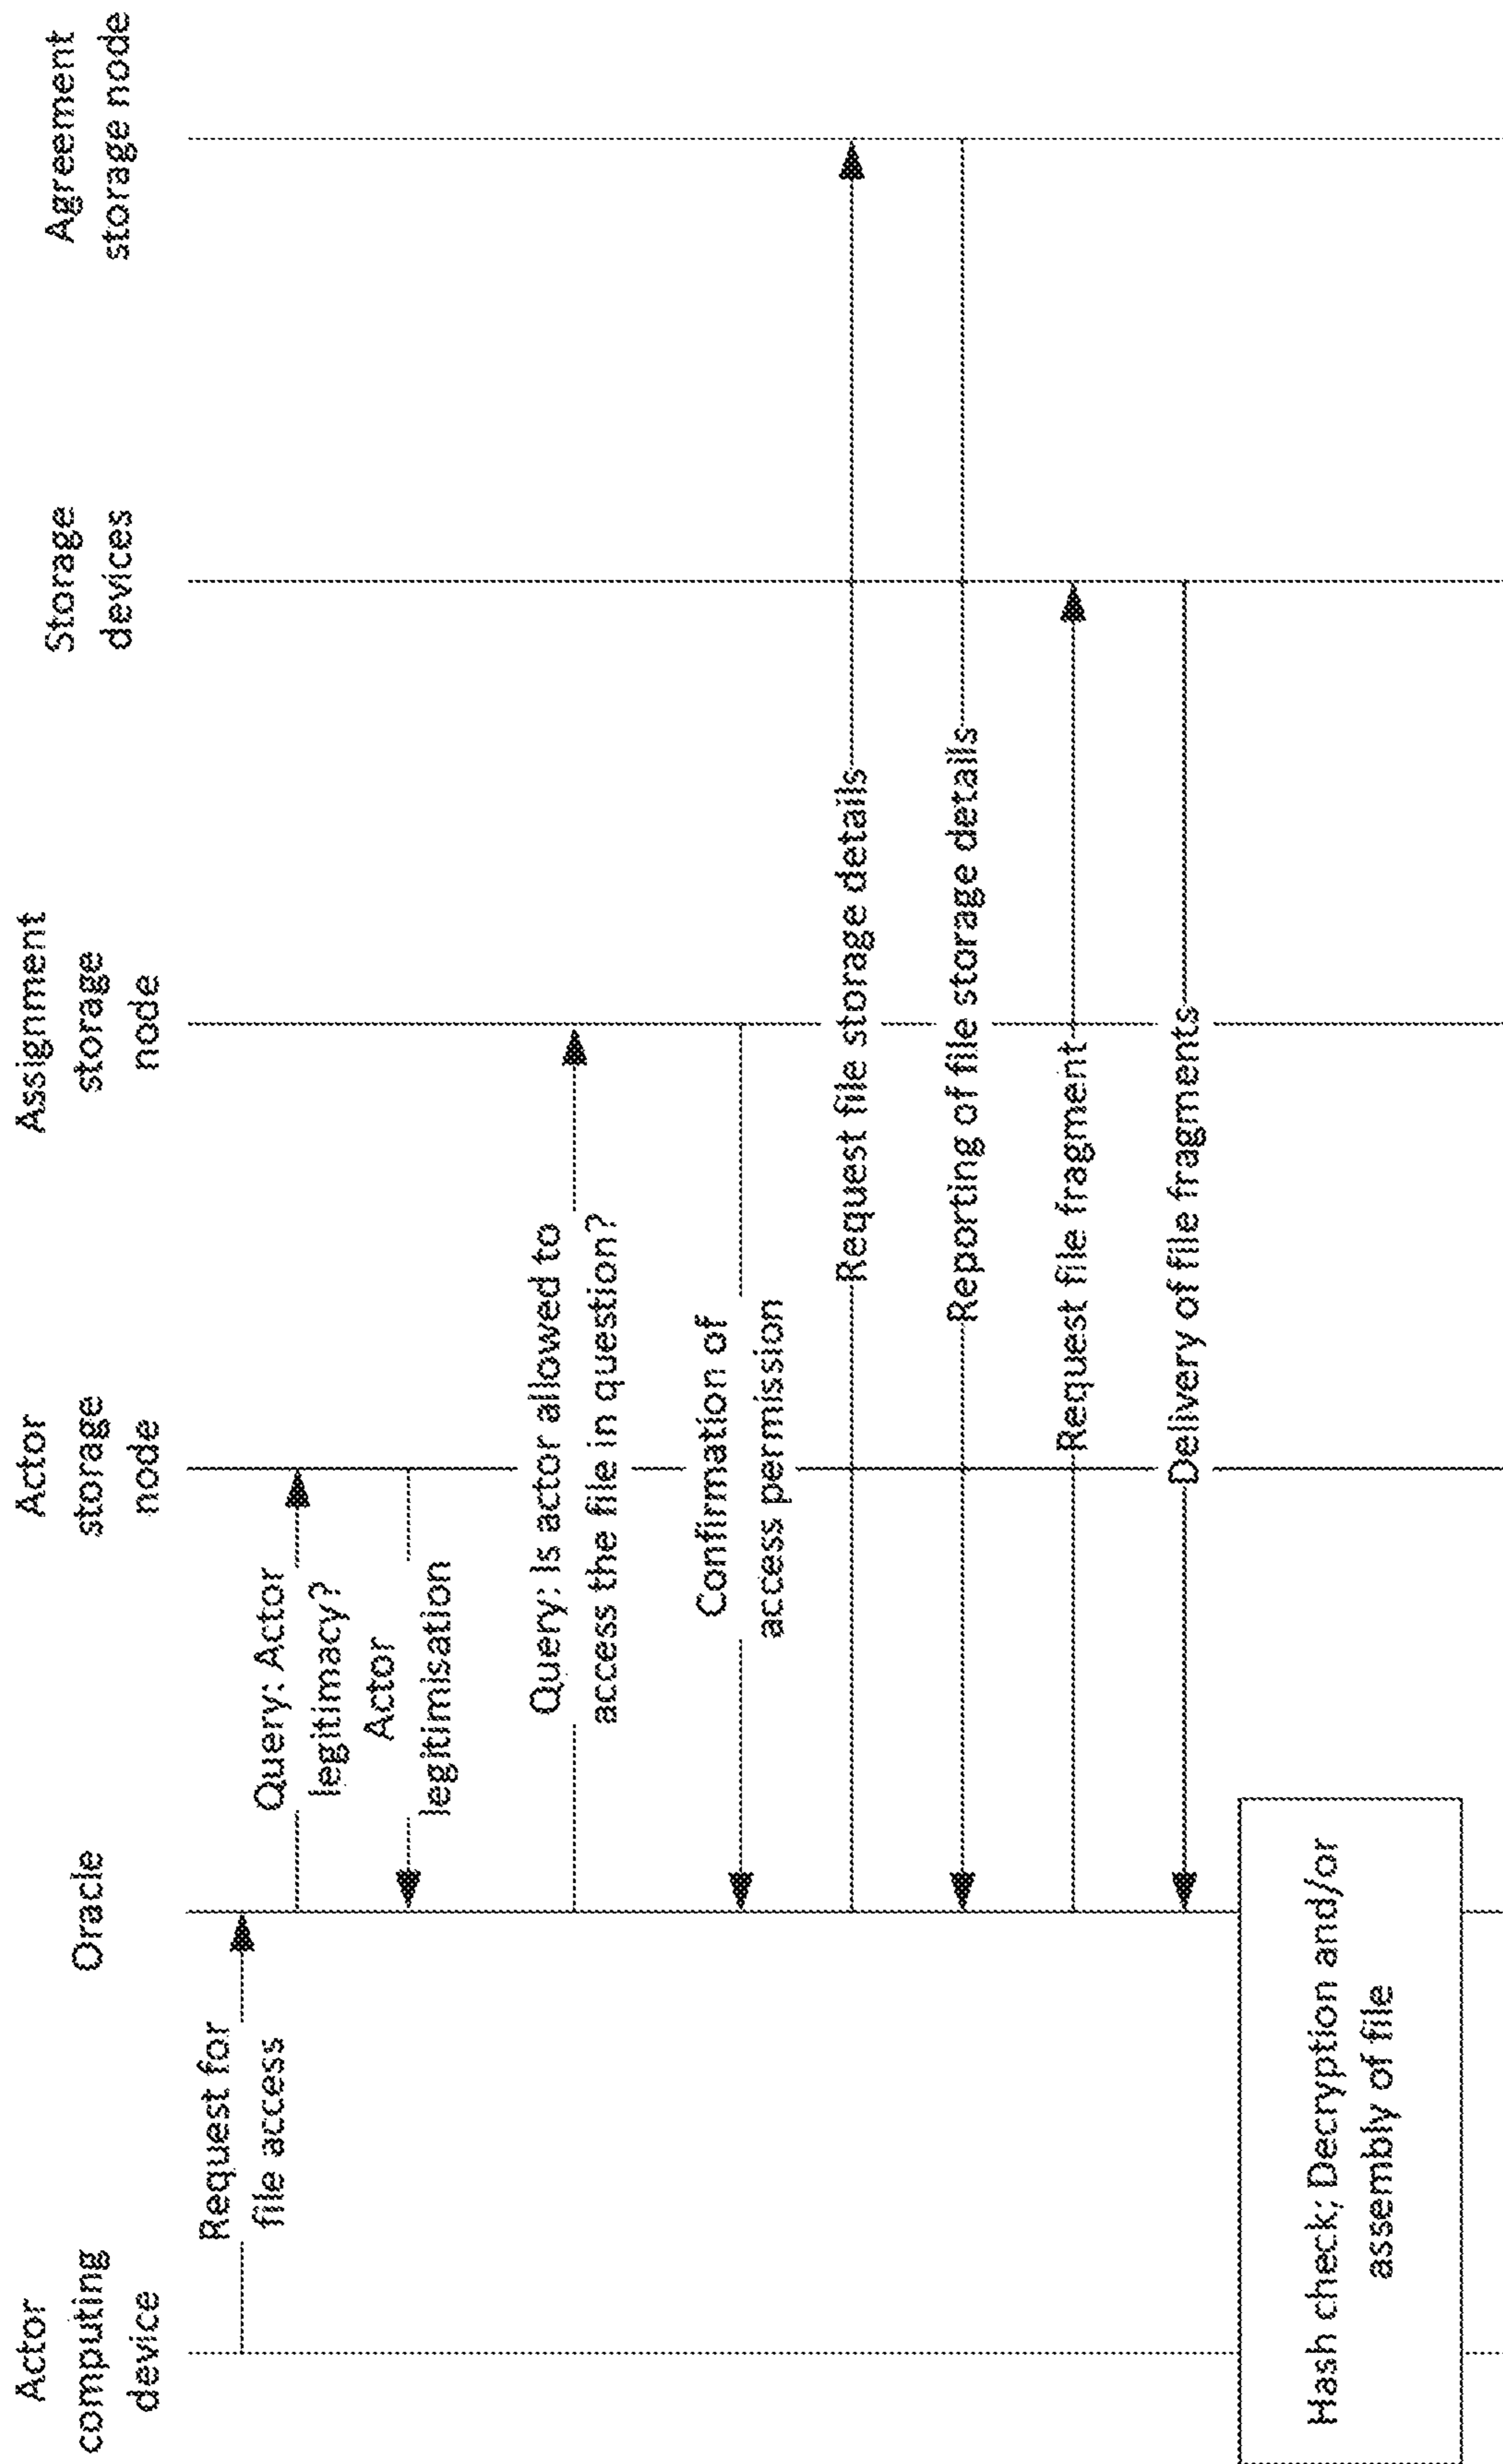 Actor
computing
device
Oracle
Actor
storage
node
Assignment
storage
node
Storage
devices
Agreement
storage node
Request for
file access
Query: Actor
legitimacy?
Actor
legitimisation
Query: Is actor allowed to
access the file in question?
Confirmation of
access permission
Request file storage details
Reporting of file storage details
Request file fragment
Delivery of file fragments
Hash check; Decryption and/or
assembly of file